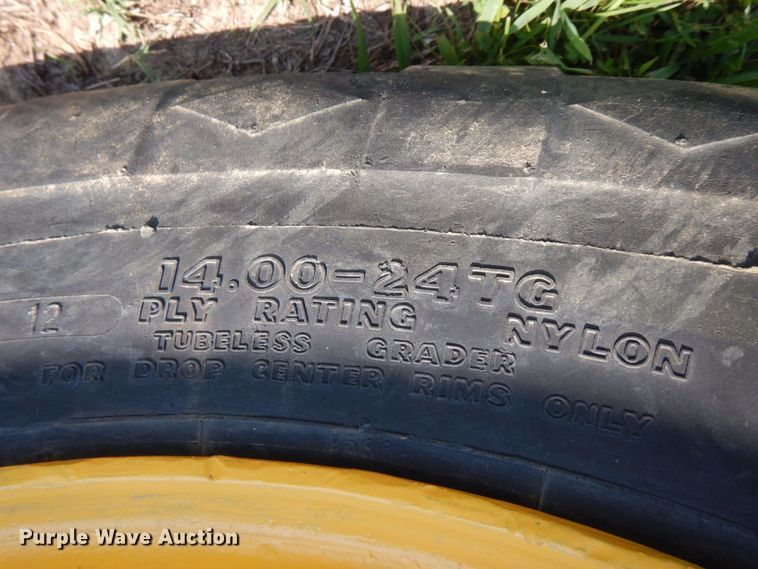 14.00-24TG
12 PLY RATING NYLON
TUBELESS GRADER
FOR DROP CENTER RIMS ONLY
Purple Wave Auction®